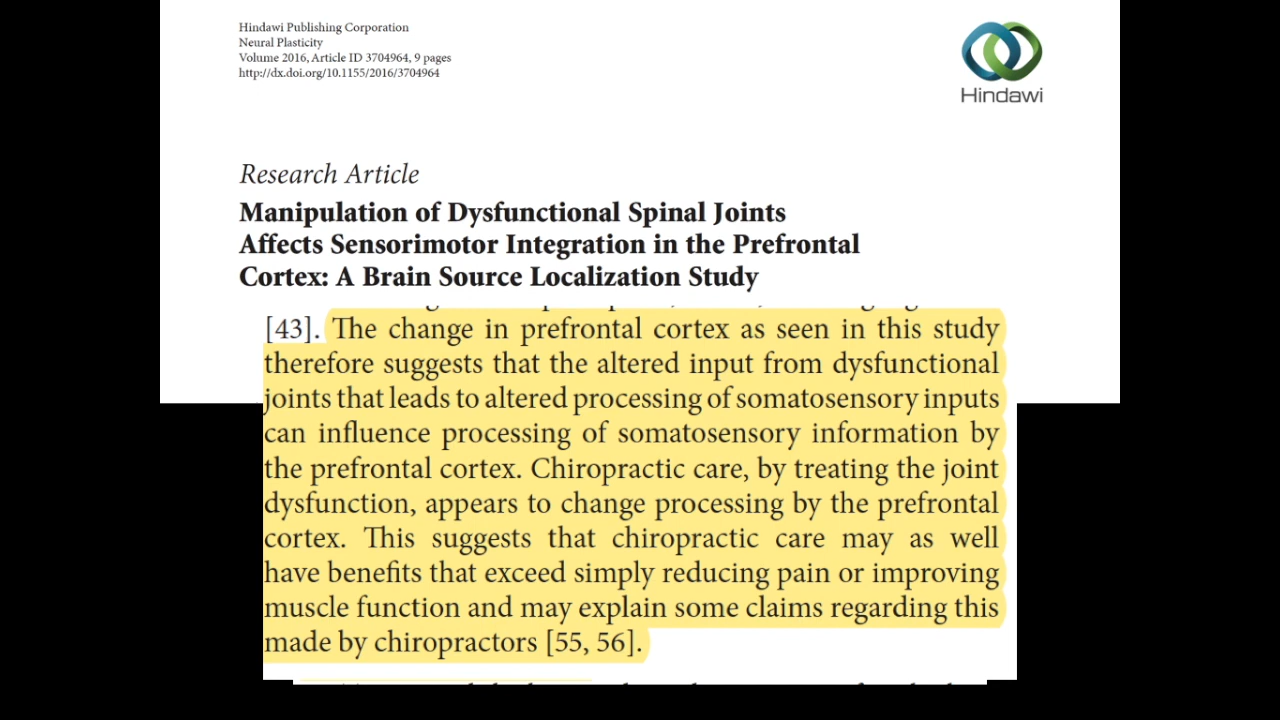 Hindawi Publishing Corporation
Neural Plasticity
Volume 2016, Article ID 3704964, 9 pages
http://dx.doi.org/10.1155/2016/3704964
Hindawi
Research Article
Manipulation of Dysfunctional Spinal Joints
Affects Sensorimotor Integration in the Prefrontal
Cortex: A Brain Source Localization Study
[43]. The change in prefrontal cortex as seen in this study
therefore suggests that the altered input from dysfunctional
joints that leads to altered processing of somatosensory inputs
can influence processing of somatosensory information by
the prefrontal cortex. Chiropractic care, by treating the joint
dysfunction, appears to change processing by the prefrontal
cortex. This suggests that chiropractic care may as well
have benefits that exceed simply reducing pain or improving
muscle function and may explain some claims regarding this
made by chiropractors [55, 56].